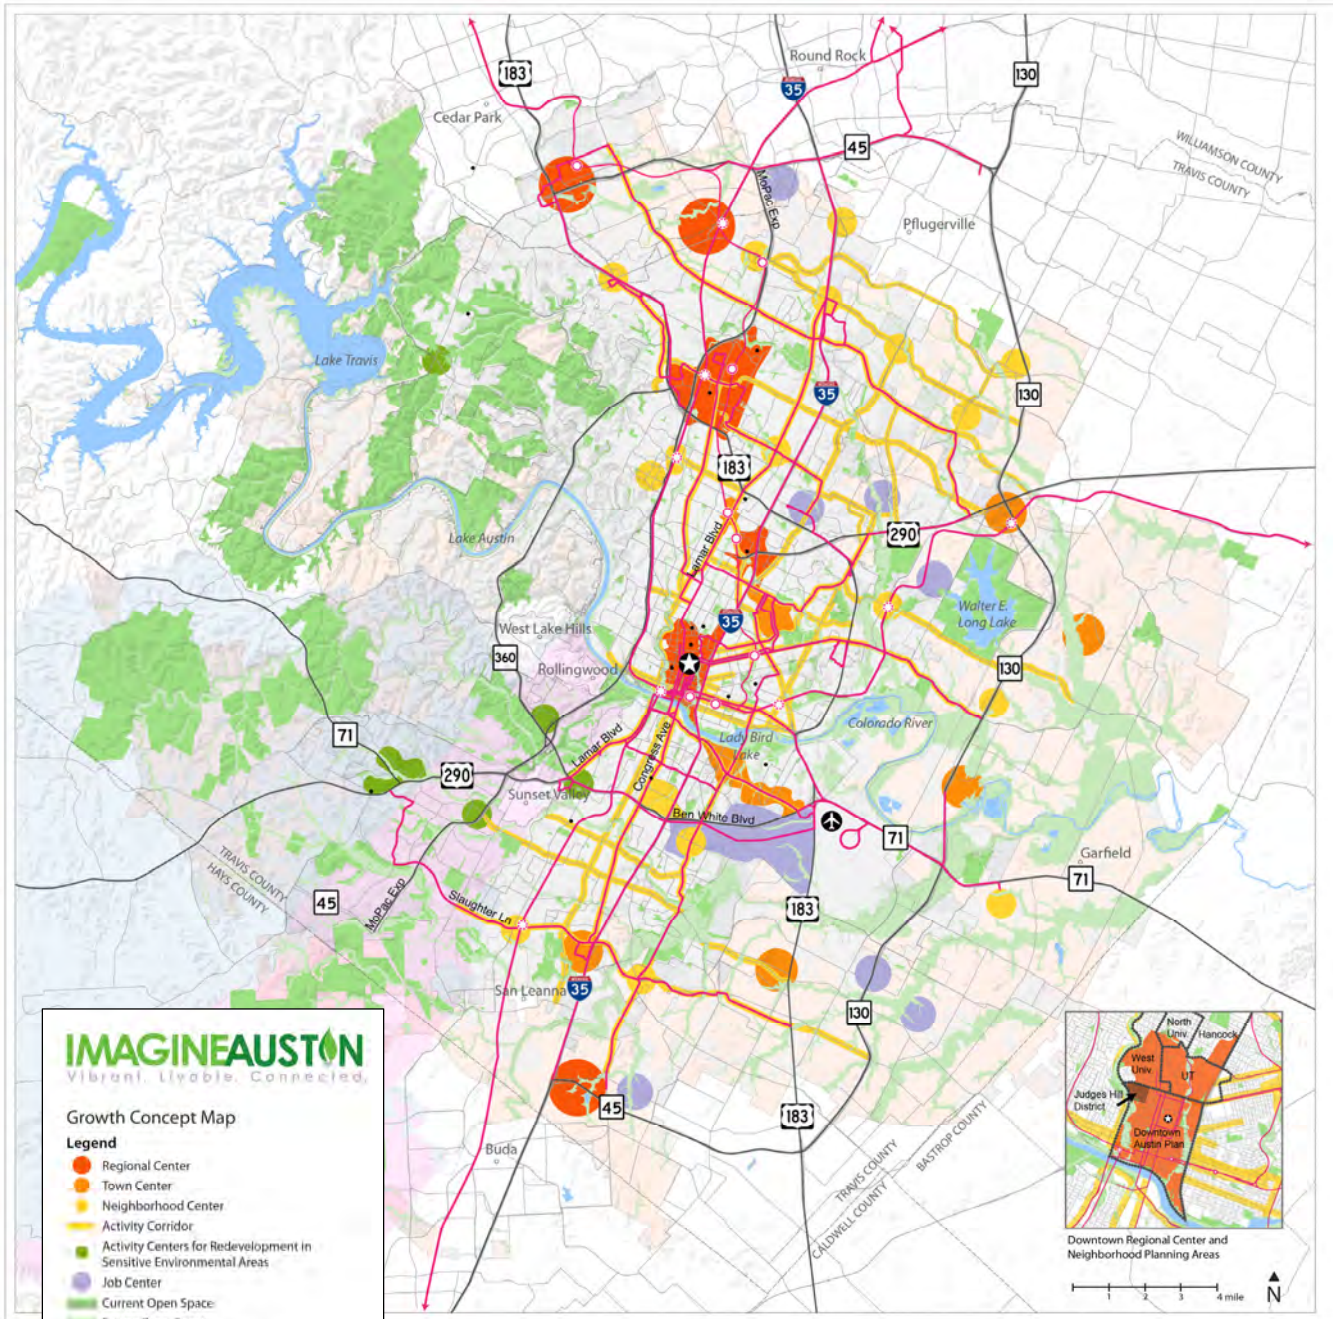 Round Rock
183
35
130
Cedar Park
45
WILLIAMSON COUNTY
TRAVIS COUNTY
MoPac Exp
Pflugerville
Lake Travis
35
130
183
Lamar Blvd
290
Lake Austin
Walter E.
Long Lake
West Lake Hills
35
360
Rollingwood
130
71
Colorado River
Lady Bird
Lake
Lamar Blvd
Congress Ave
290
Sunset Valley
Ben White Blvd
71
Garfield
71
TRAVIS COUNTY
HAYS COUNTY
45
MoPac Exp
Slaughter Ln
183
San Leanna
35
130
45
183
Buda
TRAVIS COUNTY
CALDWELL COUNTY
BASTROP COUNTY
IMAGINEAUSTIN
Vibrant. Livable. Connected.
Growth Concept Map
Legend
Regional Center
Town Center
Neighborhood Center
Activity Corridor
Activity Centers for Redevelopment in
Sensitive Environmental Areas
Job Center
Current Open Space
North
Univ.
Hancock
West
Univ.
UT
Judges Hill
District
Downtown
Austin Plan
Downtown Regional Center and
Neighborhood Planning Areas
1 2 3 4 mile
N